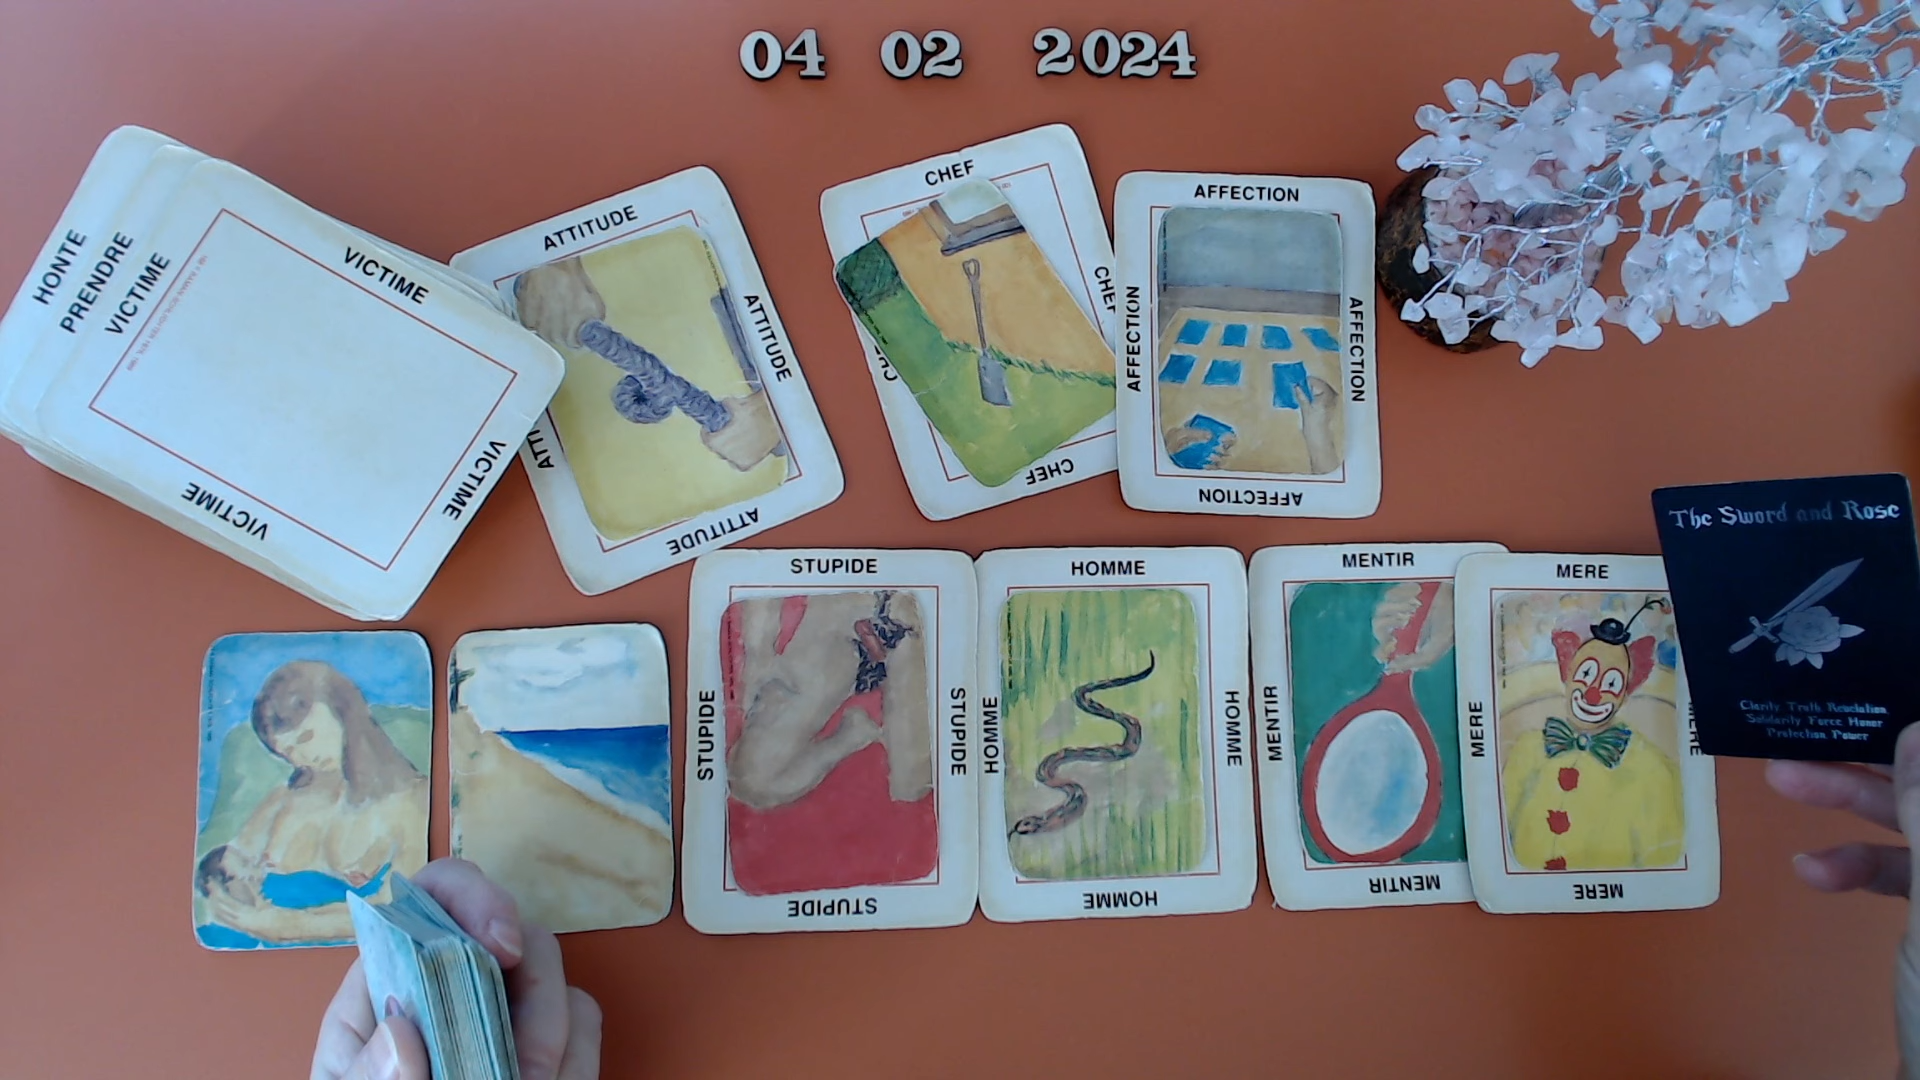 04 02 2024
HONTE
PRENDRE
VICTIME
VICTIME
VICTIME
VICTIME
ATTITUDE
ATTITUDE
ATTITUDE
CHEF
CHEF
CHEF
AFFECTION
AFFECTION
AFFECTION
AFFECTION
STUPIDE
STUPIDE
STUPIDE
STUPIDE
HOMME
HOMME
HOMME
HOMME
MENTIR
MENTIR
MENTIR
MERE
MERE
MERE
MERE
The Sword and Rose
Clarity Truth Revelation
Solidarity Force Honor
Protection Power